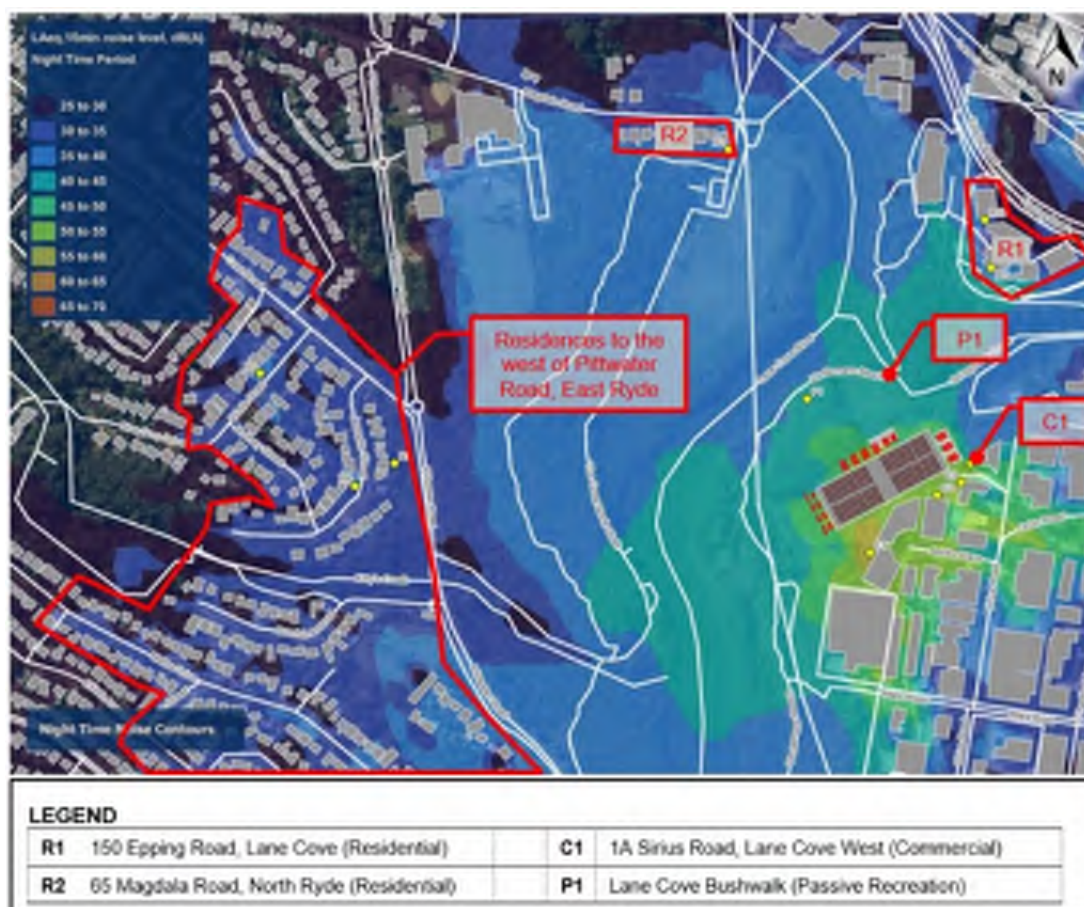 LAeq,15min noise level, dB(A)
Night Time Period
25 to 30
30 to 35
35 to 40
40 to 45
45 to 50
50 to 55
55 to 60
60 to 65
65 to 70
N
R2
R1
Residences to the
west of Pittwater
Road, East Ryde
P1
C1
Night Time Noise Contours
LEGEND
R1 150 Epping Road, Lane Cove (Residential)
C1 1A Sirius Road, Lane Cove West (Commercial)
R2 65 Magdala Road, North Ryde (Residential)
P1 Lane Cove Bushwalk (Passive Recreation)